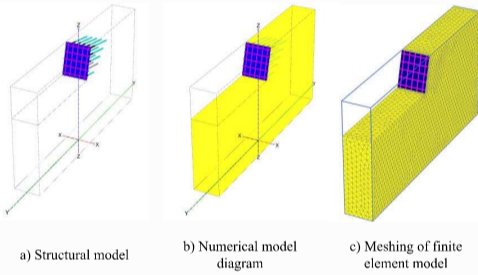 Z
X
X
Y
Y
Z
Z
X
X
Y
Y
Z
a) Structural model
b) Numerical model
diagram
c) Meshing of finite
element model